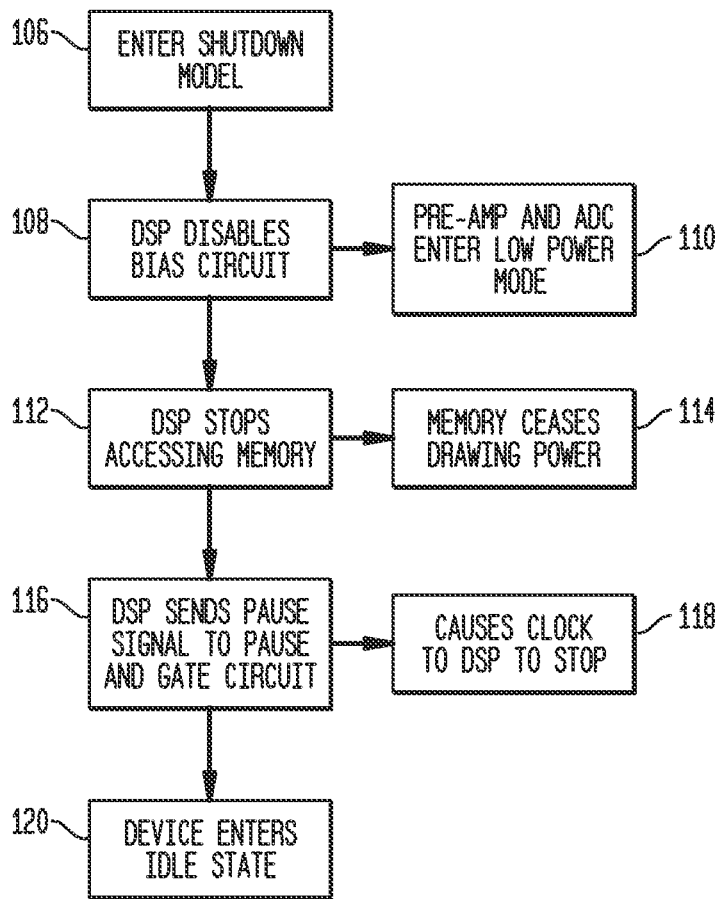 106
ENTER SHUTDOWN
MODEL
108
DSP DISABLES
BIAS CIRCUIT
PRE-AMP AND ADC
ENTER LOW POWER
MODE
110
112
DSP STOPS
ACCESSING MEMORY
MEMORY CEASES
DRAWING POWER
114
116
DSP SENDS PAUSE
SIGNAL TO PAUSE
AND GATE CIRCUIT
CAUSES CLOCK
TO DSP TO STOP
118
120
DEVICE ENTERS
IDLE STATE